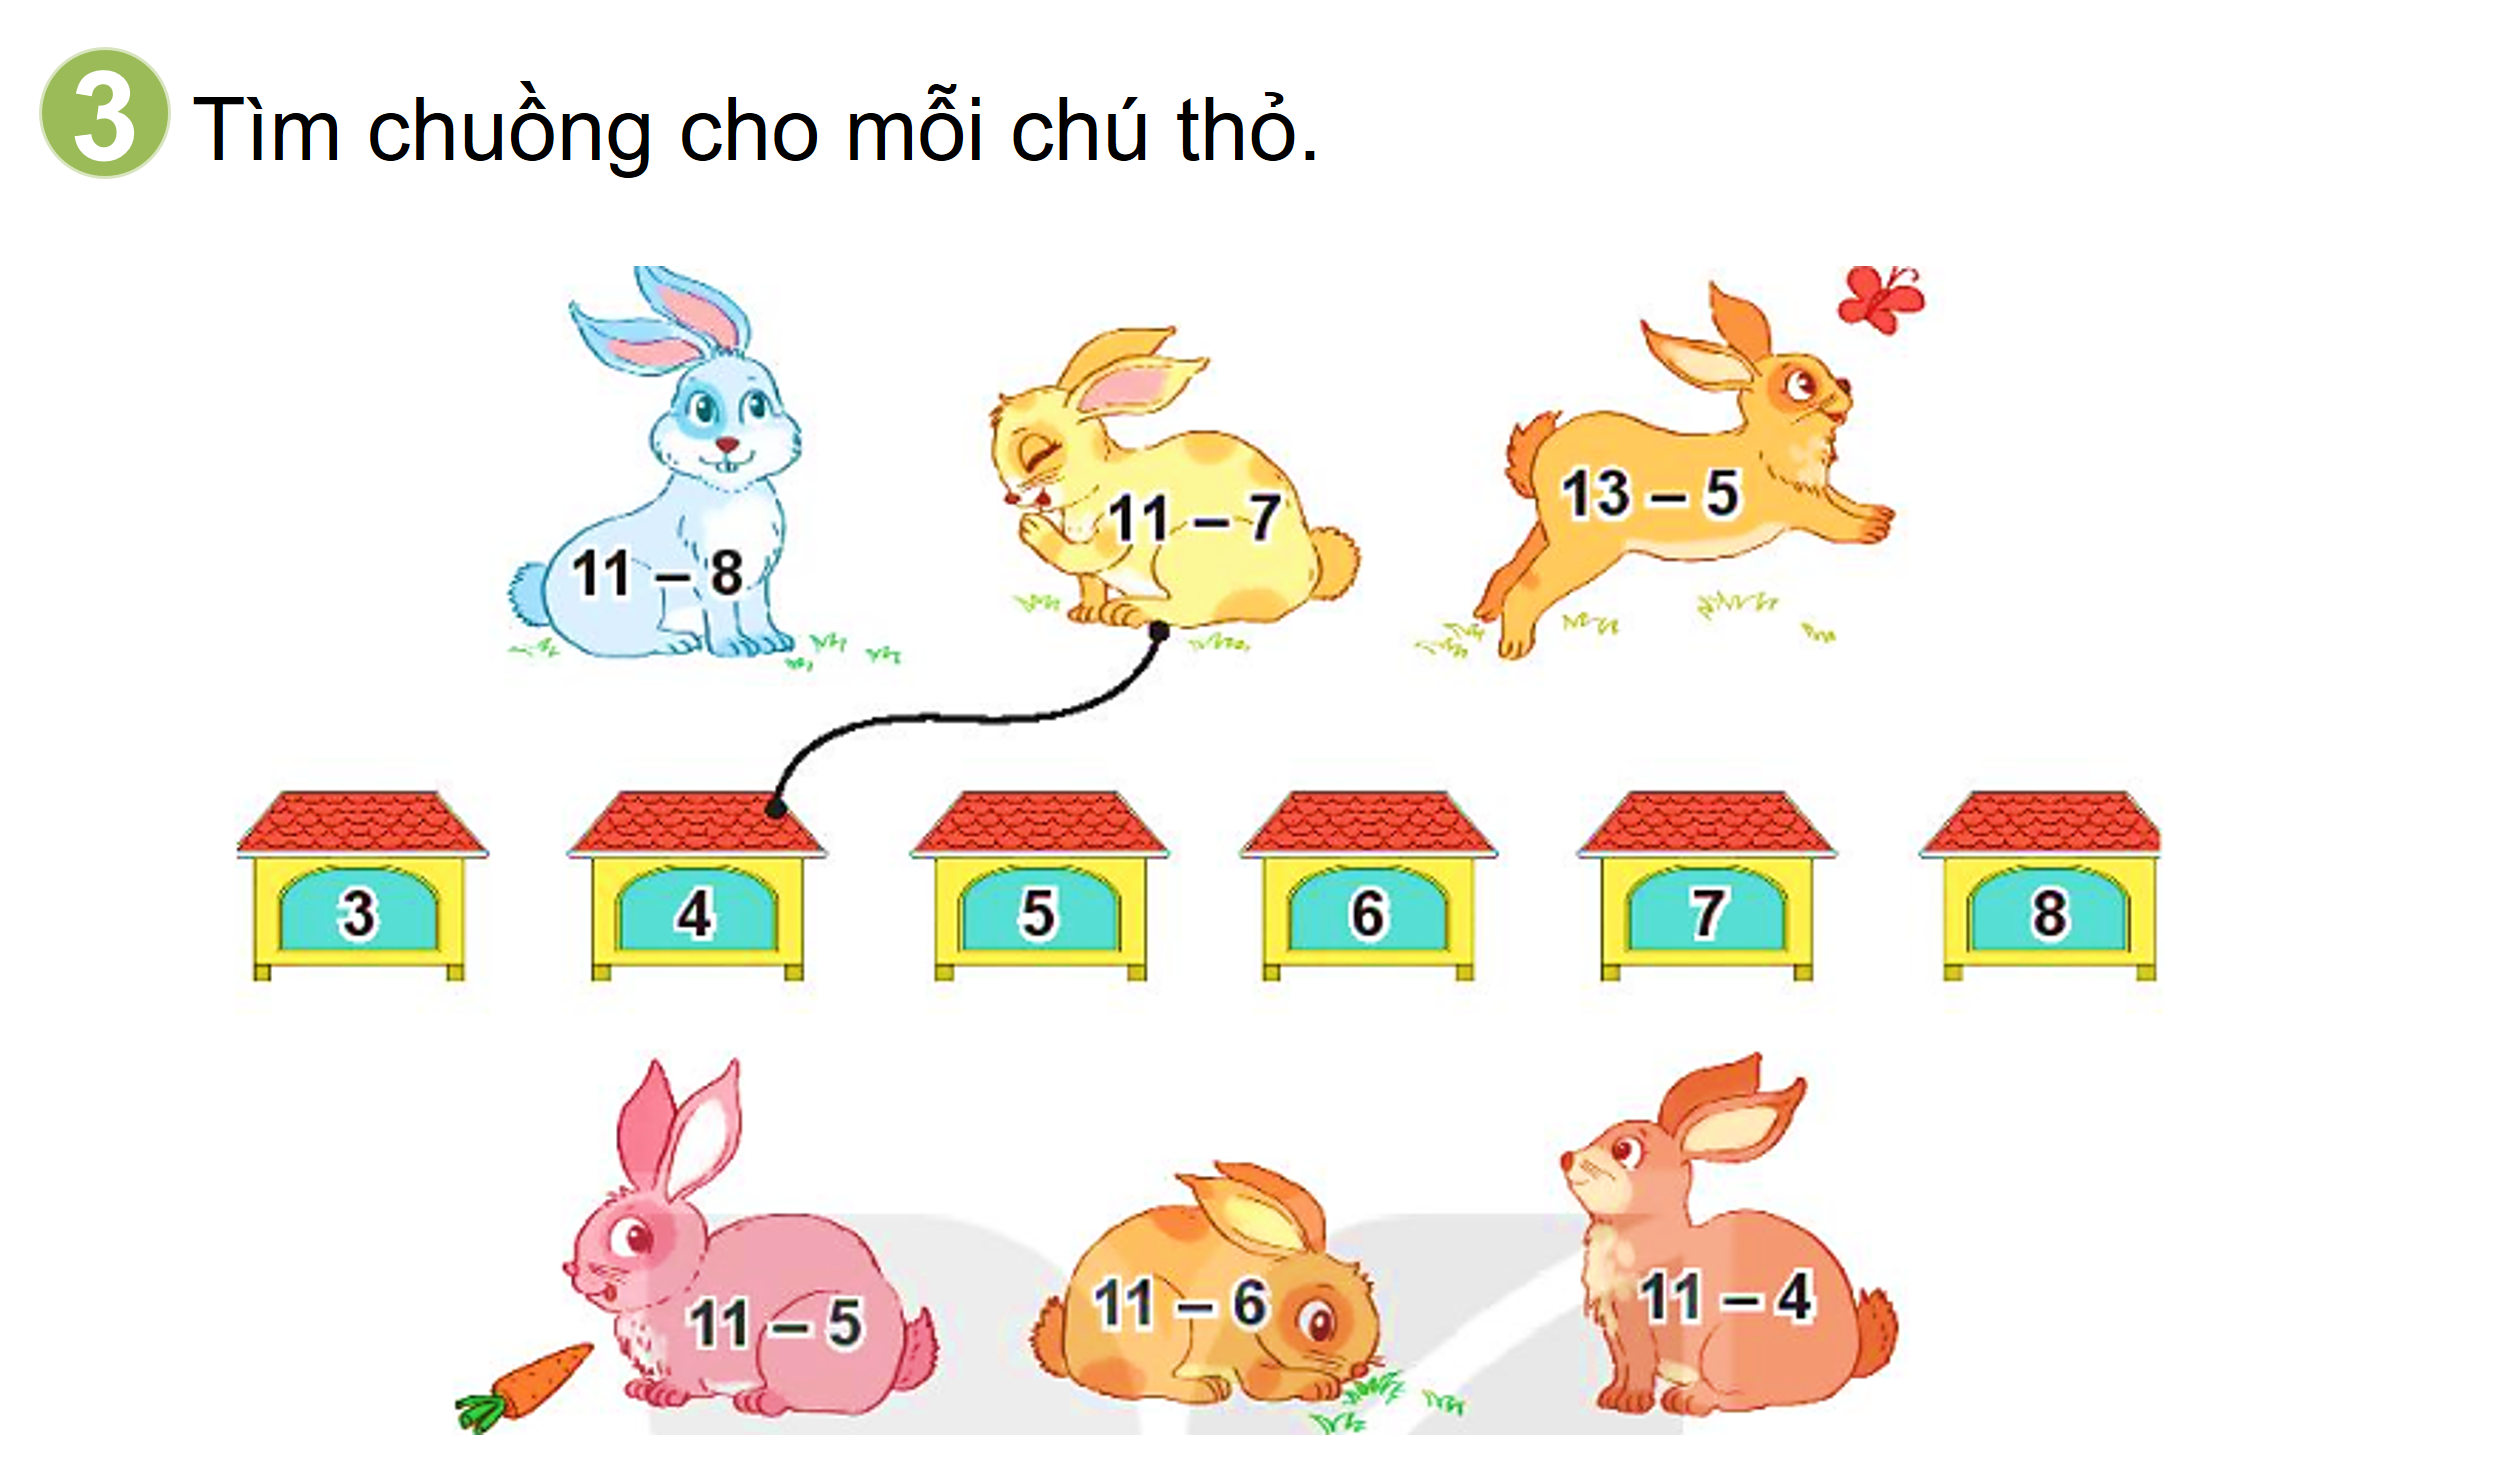 3 Tìm chuồng cho mỗi chú thỏ.
11 – 8
11 – 7
13 – 5
3 4 5 6 7 8
11 – 5
11 – 6
11 – 4